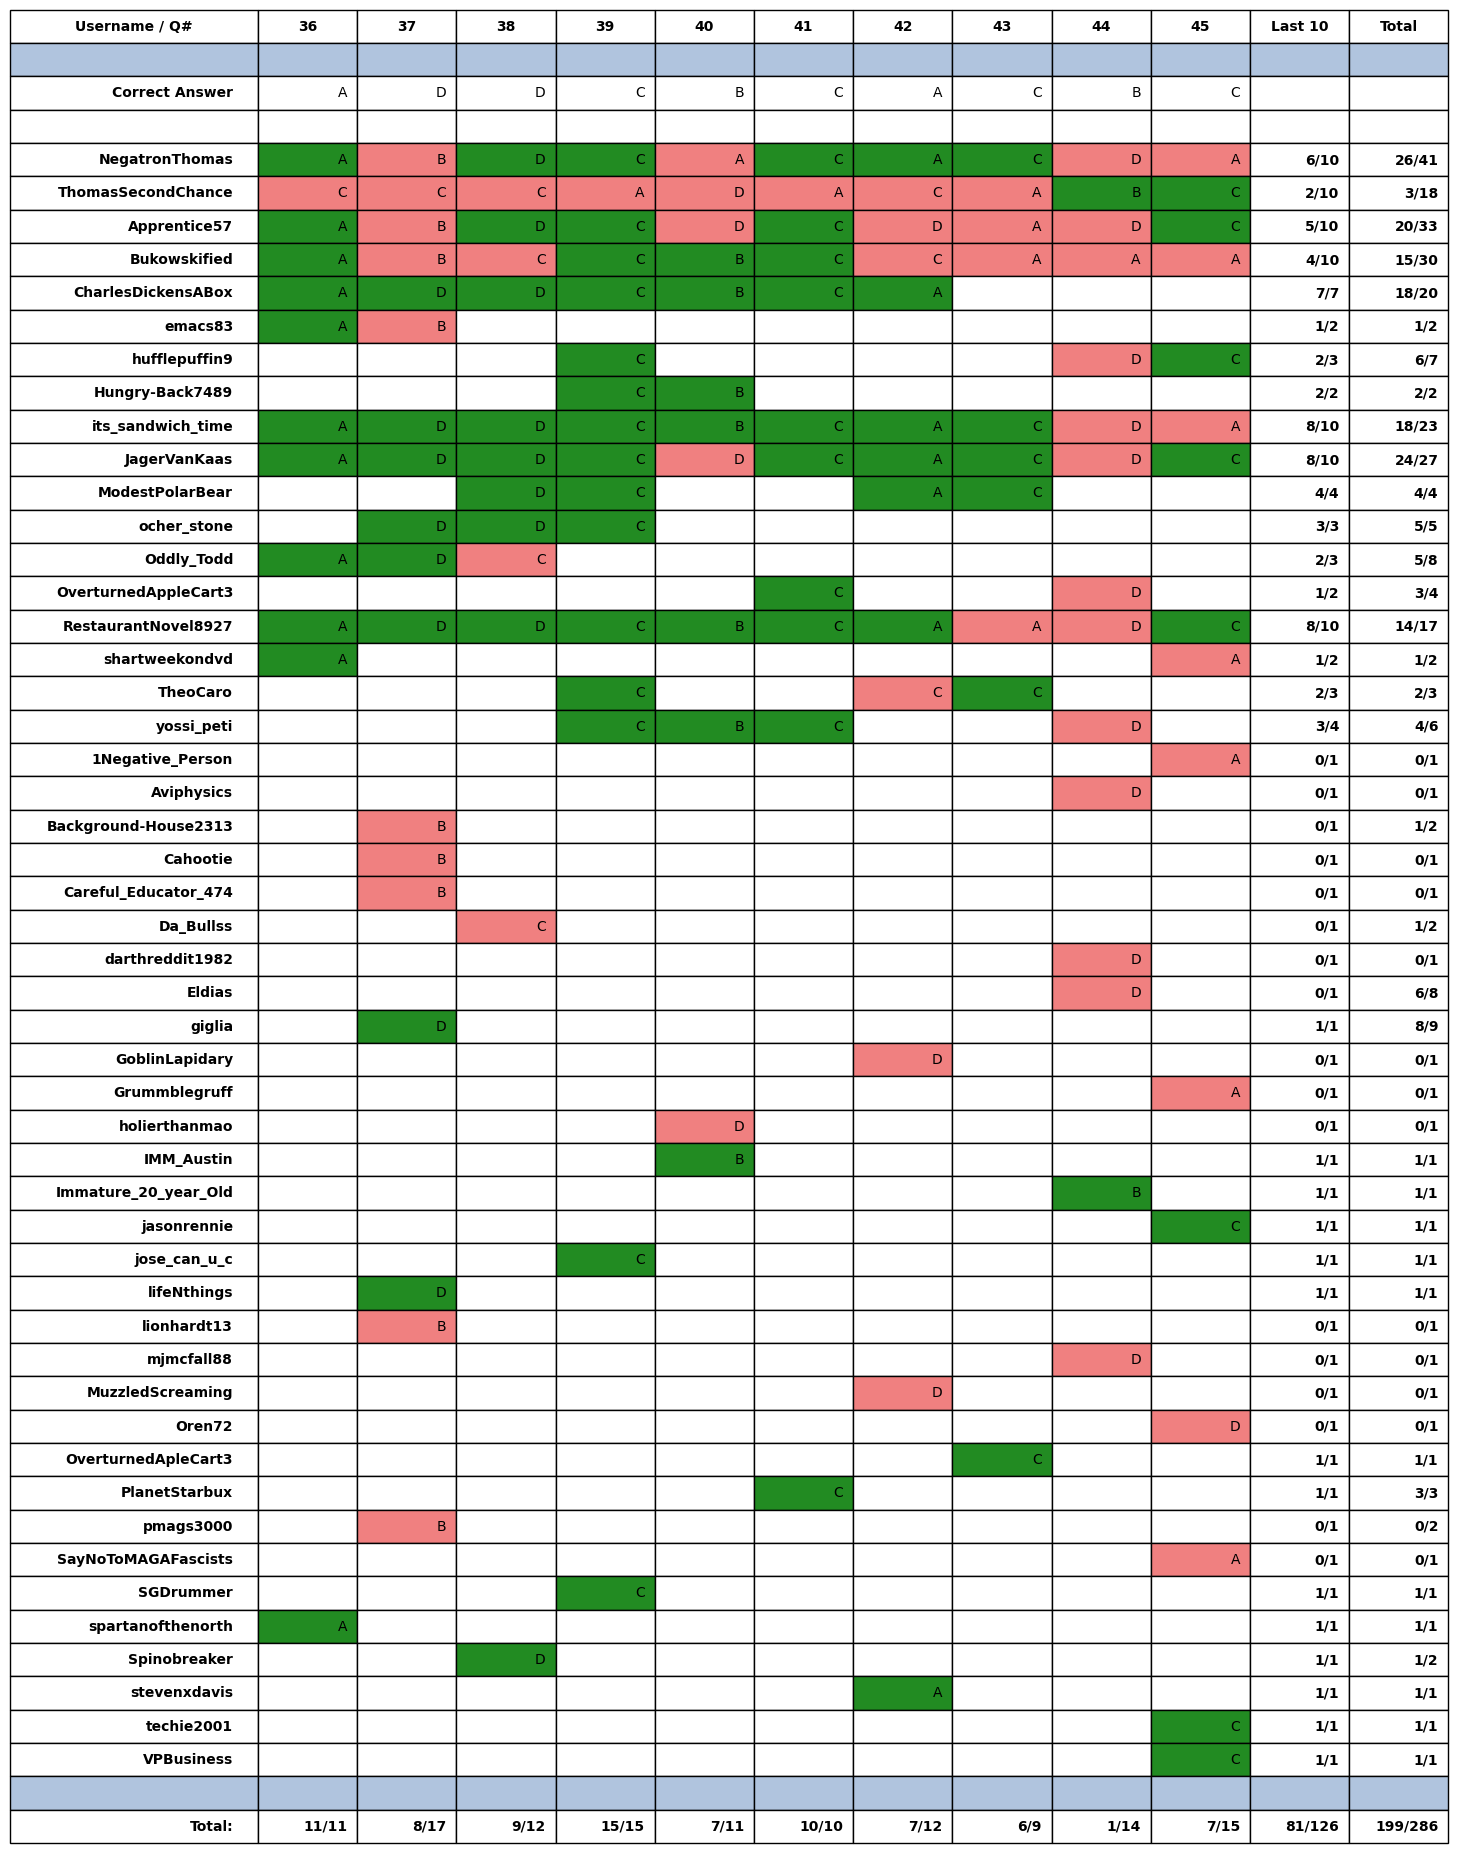 Username / Q# 36 37 38 39 40 41 42 43 44 45 Last 10 Total
Correct Answer A D D C B C A C B C
NegatronThomas A B D C A C A C D A 6/10 26/41
ThomasSecondChance C C C A D A C A B C 2/10 3/18
Apprentice57 A B D C D C D A D C 5/10 20/33
Bukowskified A B C C B C C A A A 4/10 15/30
CharlesDickensABox A D D C B C A 7/7 18/20
emacs83 A B 1/2 1/2
hufflepuffin9 C D C 2/3 6/7
Hungry-Back7489 C B 2/2 2/2
its_sandwich_time A D D C B C A C D A 8/10 18/23
JagerVanKaas A D D C D C A C D C 8/10 24/27
ModestPolarBear D C A C 4/4 4/4
ocher_stone D D C 3/3 5/5
Oddly_Todd A D C 2/3 5/8
OverturnedAppleCart3 C D 1/2 3/4
RestaurantNovel8927 A D D C B C A A D C 8/10 14/17
shartweekondvd A A 1/2 1/2
TheoCaro C C C 2/3 2/3
yossi_peti C B C D 3/4 4/6
1Negative_Person A 0/1 0/1
Aviphysics D 0/1 0/1
Background-House2313 B 0/1 1/2
Cahootie B 0/1 0/1
Careful_Educator_474 B 0/1 0/1
Da_Bullss C 0/1 1/2
darthreddit1982 D 0/1 0/1
Eldias D 0/1 6/8
giglia D 1/1 8/9
GoblinLapidary D 0/1 0/1
Grummblegruff A 0/1 0/1
holierthanmao D 0/1 0/1
IMM_Austin B 1/1 1/1
Immature_20_year_Old B 1/1 1/1
jasonrennie C 1/1 1/1
jose_can_u_c C 1/1 1/1
lifeNthings D 1/1 1/1
lionhardt13 B 0/1 0/1
mjmcfall88 D 0/1 0/1
MuzzledScreaming D 0/1 0/1
Oren72 D 0/1 0/1
OverturnedApleCart3 C 1/1 1/1
PlanetStarbux C 1/1 3/3
pmags3000 B 0/1 0/2
SayNoToMAGAFascists A 0/1 0/1
SGDrummer C 1/1 1/1
spartanofthenorth A 1/1 1/1
Spinobreaker D 1/1 1/2
stevenxdavis A 1/1 1/1
techie2001 C 1/1 1/1
VPBusiness C 1/1 1/1
Total: 11/11 8/17 9/12 15/15 7/11 10/10 7/12 6/9 1/14 7/15 81/126 199/286